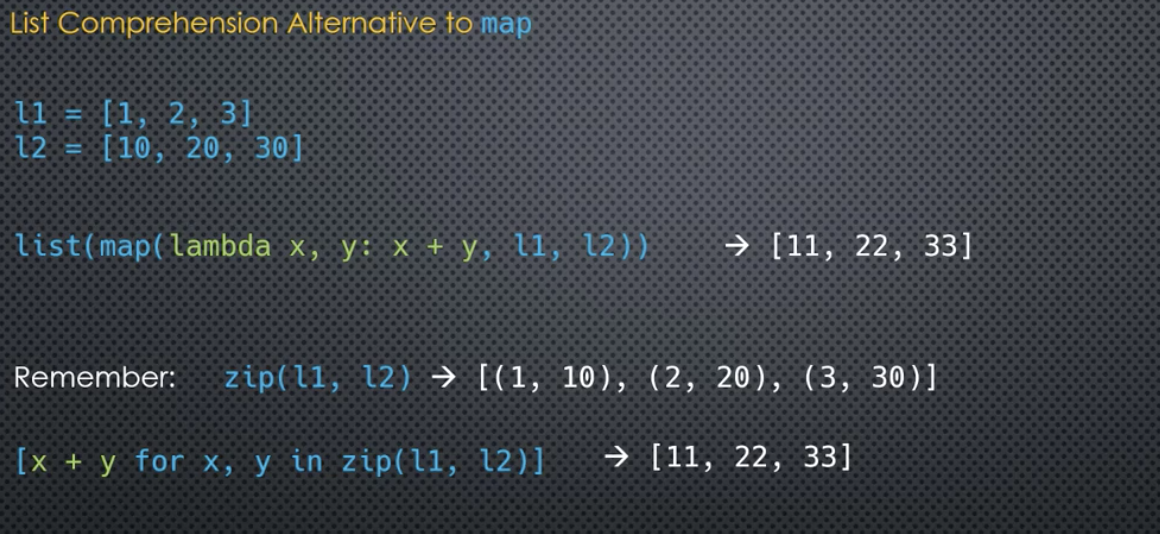 List Comprehension Alternative to map
l1 = [1, 2, 3]
l2 = [10, 20, 30]
list(map(lambda x, y: x + y, l1, l2)) → [11, 22, 33]
Remember: zip(l1, l2) → [(1, 10), (2, 20), (3, 30)]
[x + y for x, y in zip(l1, l2)] → [11, 22, 33]